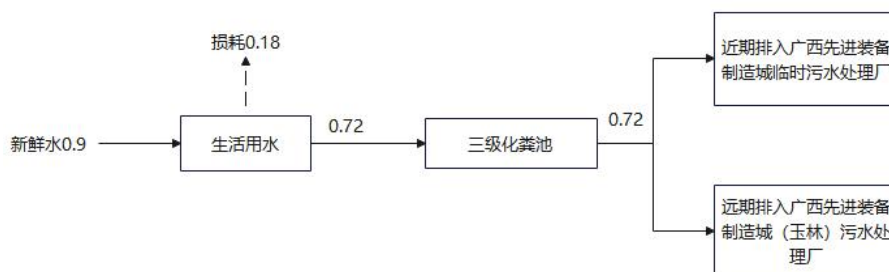 损耗0.18
近期排入广西先进装备
制造城临时污水处理厂
新鲜水0.9
生活用水
0.72
三级化粪池
0.72
远期排入广西先进装备
制造城（玉林）污水处
理厂